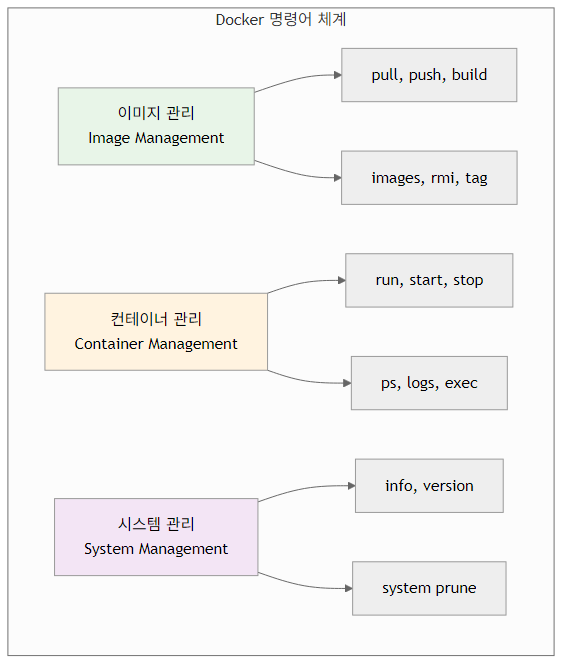 Docker 명령어 체계
이미지 관리
Image Management
pull, push, build
images, rmi, tag
컨테이너 관리
Container Management
run, start, stop
ps, logs, exec
시스템 관리
System Management
info, version
system prune